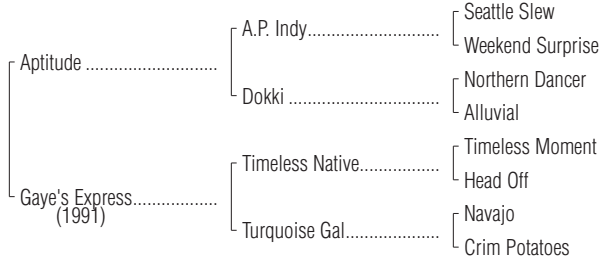 Seattle Slew
A.P. Indy..............................
Weekend Surprise
Aptitude ..............................
Northern Dancer
Dokki ..................................
Alluvial
Timeless Moment
Timeless Native...................
Head Off
Gaye's Express...................
(1991)
Navajo
Turquoise Gal......................
Crim Potatoes